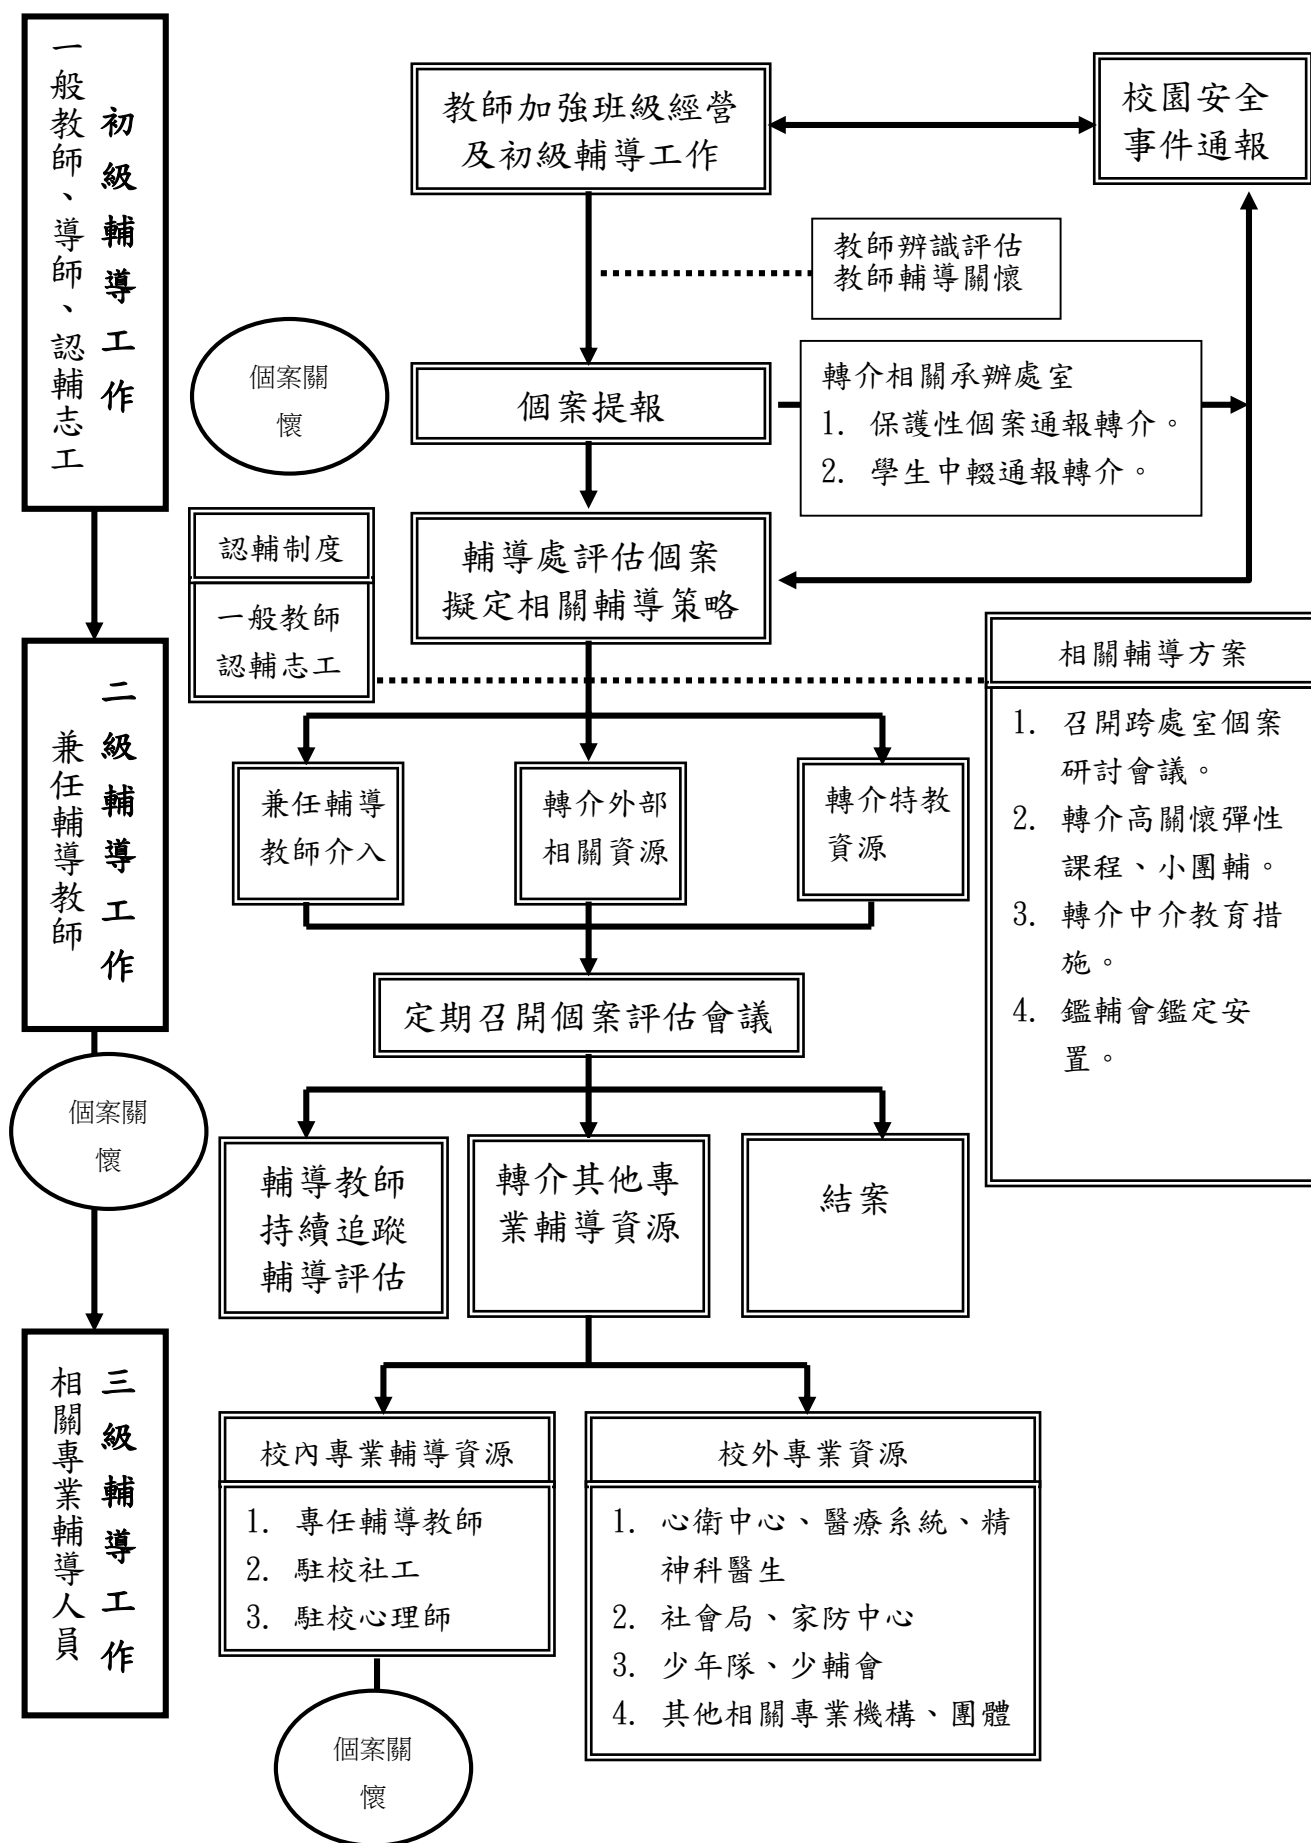 初級輔導工作
一般教師、導師、認輔志工
教師加強班級經營
及初級輔導工作
校園安全
事件通報
教師辨識評估
教師輔導關懷
個案關
懷
個案提報
轉介相關承辦處室
1. 保護性個案通報轉介。
2. 學生中輟通報轉介。
認輔制度
一般教師
認輔志工
輔導處評估個案
擬定相關輔導策略
二級輔導工作
兼任輔導教師
相關輔導方案
1. 召開跨處室個案
研討會議。
2. 轉介高關懷彈性
課程、小團輔。
3. 轉介中介教育措
施。
4. 鑑輔會鑑定安
置。
兼任輔導
教師介入
轉介外部
相關資源
轉介特教
資源
定期召開個案評估會議
個案關
懷
輔導教師
持續追蹤
輔導評估
轉介其他專
業輔導資源
結案
三級輔導工作
相關專業輔導人員
校內專業輔導資源
1. 專任輔導教師
2. 駐校社工
3. 駐校心理師
校外專業資源
1. 心衛中心、醫療系統、精
神科醫生
2. 社會局、家防中心
3. 少年隊、少輔會
4. 其他相關專業機構、團體
個案關
懷